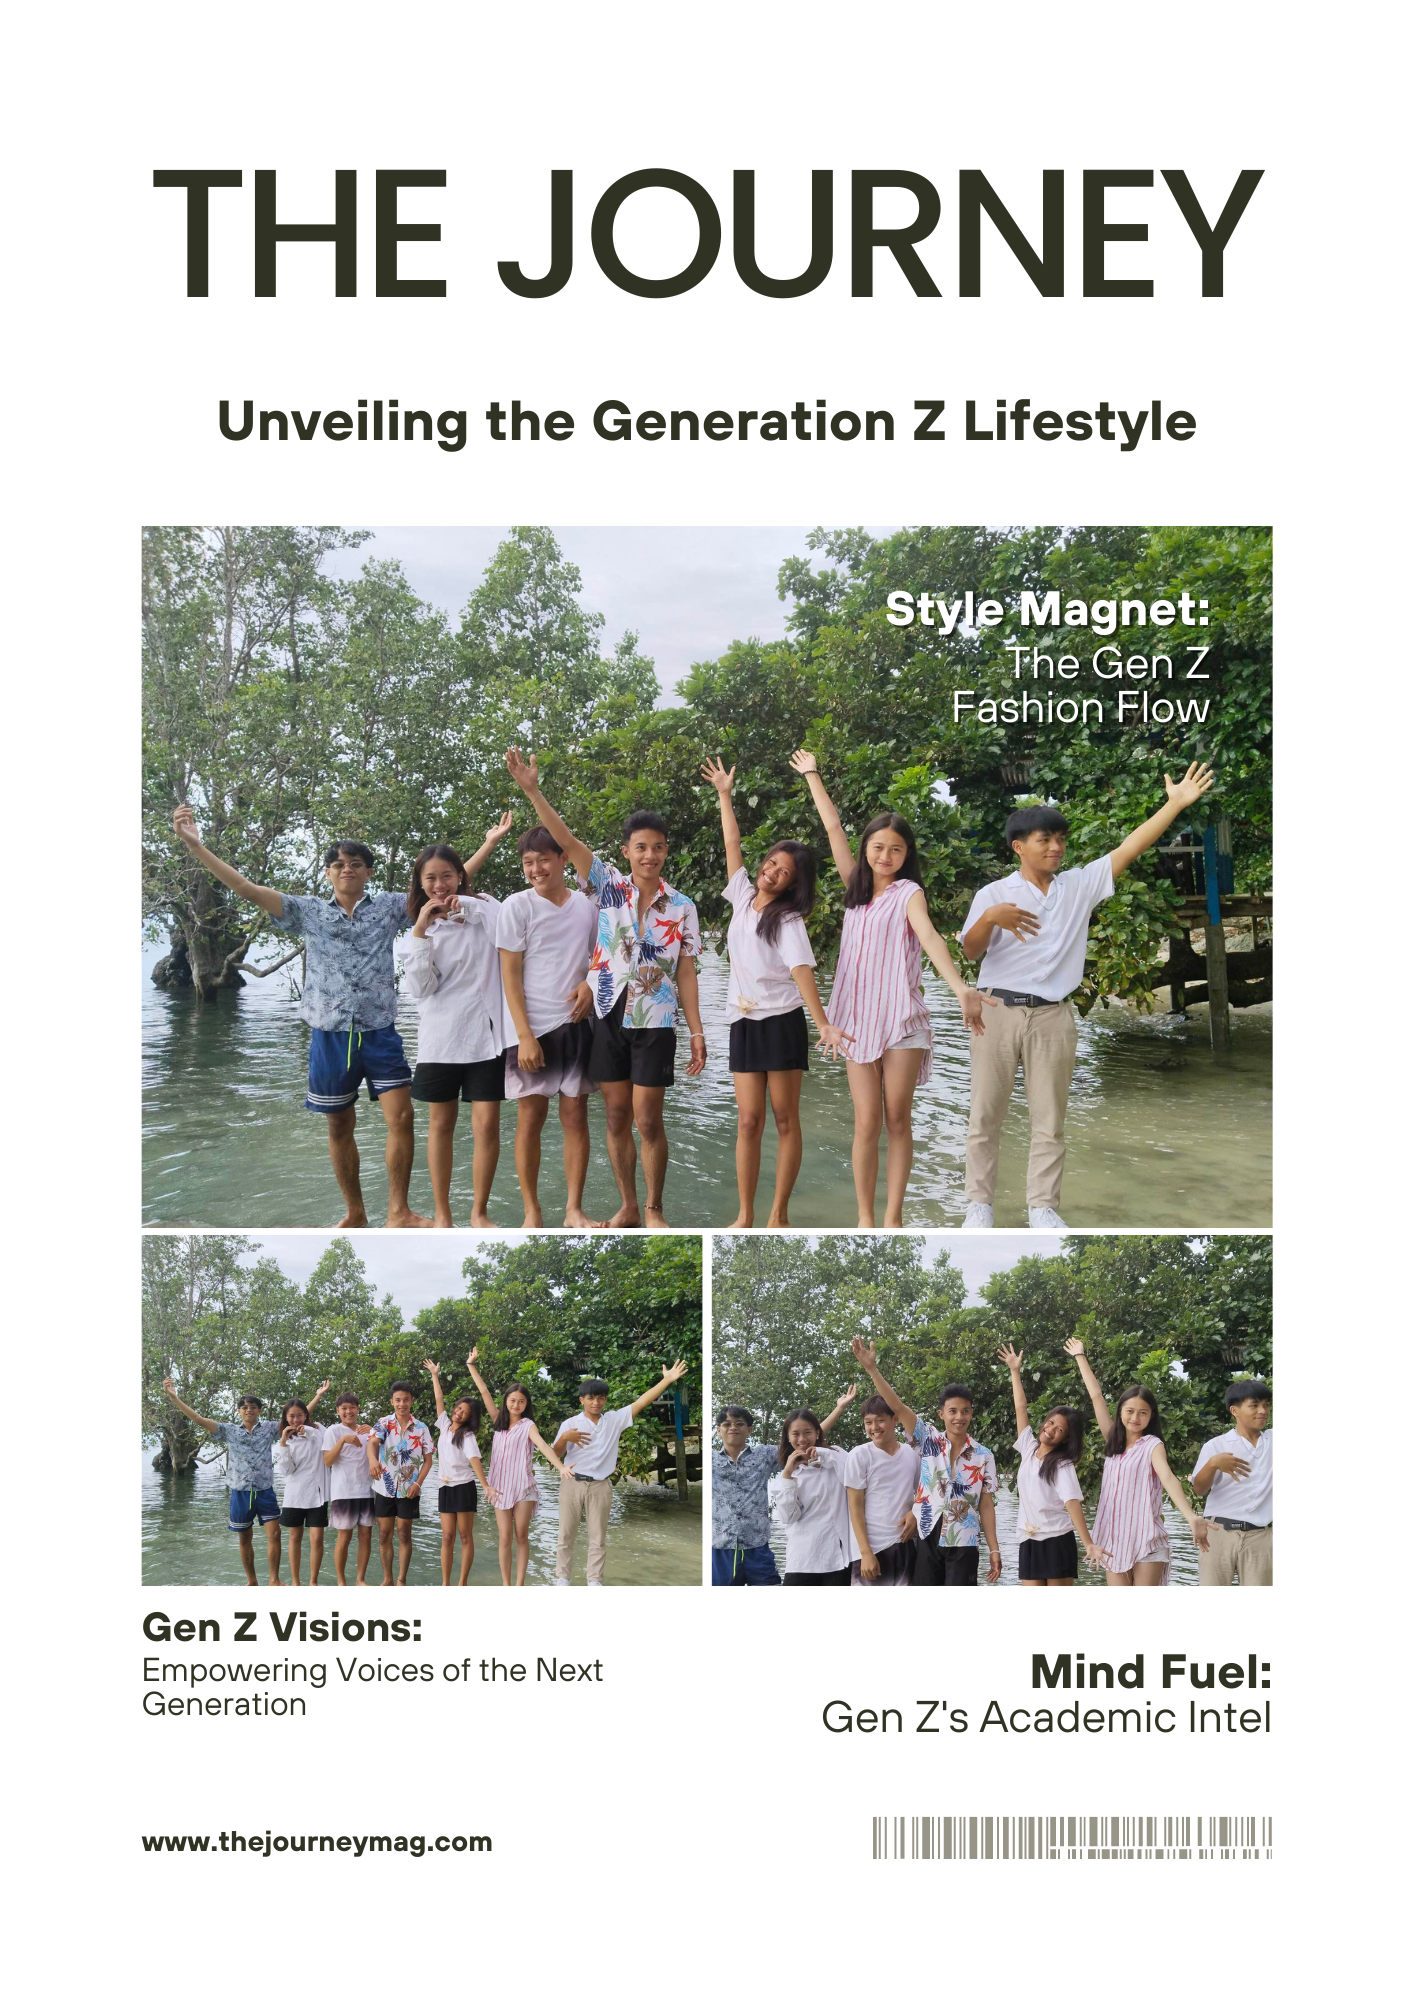 THE JOURNEY
Unveiling the Generation Z Lifestyle
Style Magnet:
The Gen Z
Fashion Flow
Gen Z Visions:
Empowering Voices of the Next
Generation
Mind Fuel:
Gen Z's Academic Intel
www.thejourneymag.com